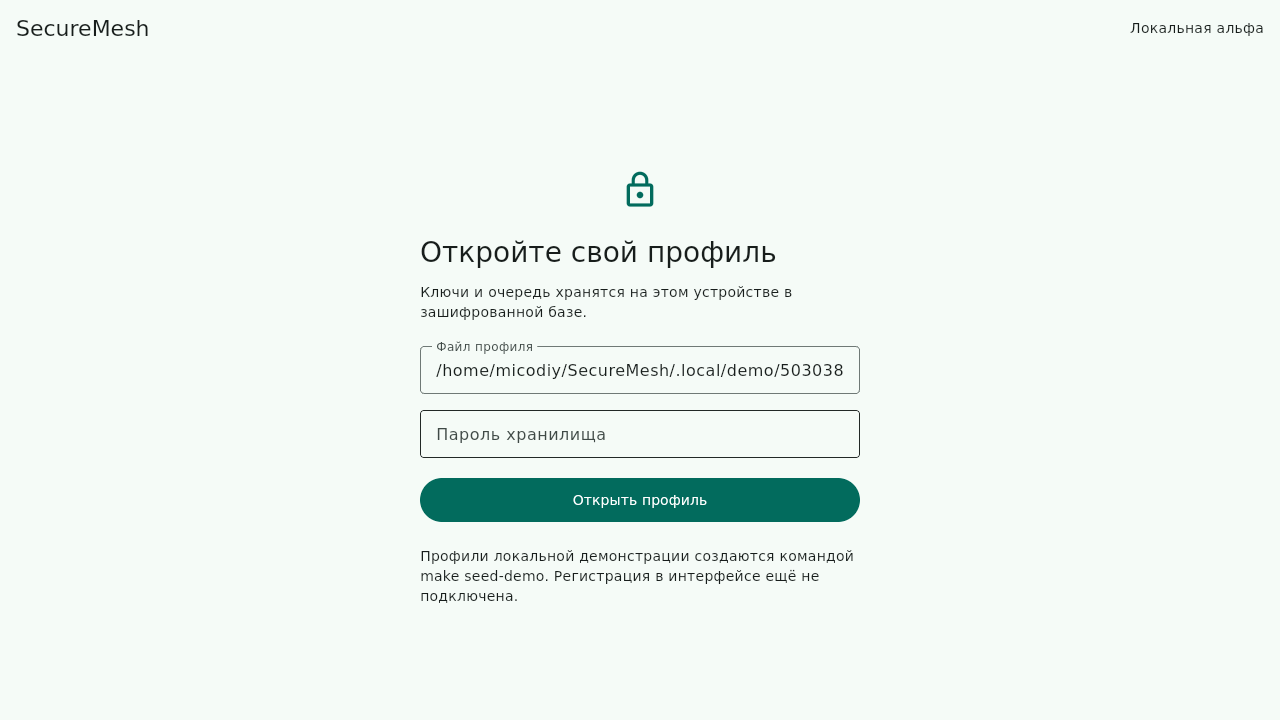 SecureMesh
Локальная альфа
Откройте свой профиль
Ключи и очередь хранятся на этом устройстве в
зашифрованной базе.
Файл профиля
/home/micodiy/SecureMesh/.local/demo/503038
Пароль хранилища
Открыть профиль
Профили локальной демонстрации создаются командой
make seed-demo. Регистрация в интерфейсе ещё не
подключена.